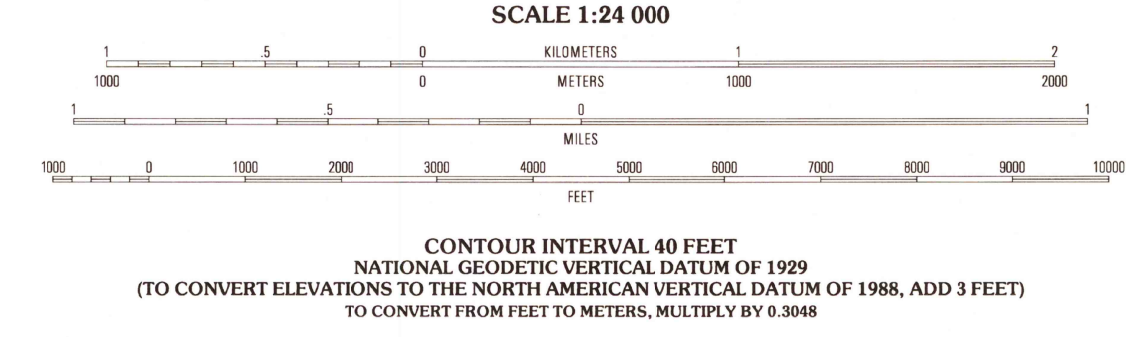 SCALE 1:24 000
1 .5 0 KILOMETERS 1 2
1000 0 METERS 1000 2000
1 .5 0 1
MILES
1000 0 1000 2000 3000 4000 5000 6000 7000 8000 9000 10000
FEET
CONTOUR INTERVAL 40 FEET
NATIONAL GEODETIC VERTICAL DATUM OF 1929
(TO CONVERT ELEVATIONS TO THE NORTH AMERICAN VERTICAL DATUM OF 1988, ADD 3 FEET)
TO CONVERT FROM FEET TO METERS, MULTIPLY BY 0.3048